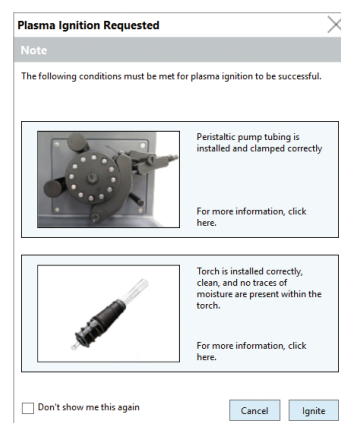 Plasma Ignition Requested
Note
The following conditions must be met for plasma ignition to be successful.
Peristaltic pump tubing is
installed and clamped correctly
For more information, click
here.
Torch is installed correctly,
clean, and no traces of
moisture are present within the
torch.
For more information, click
here.
Don't show me this again
Cancel
Ignite